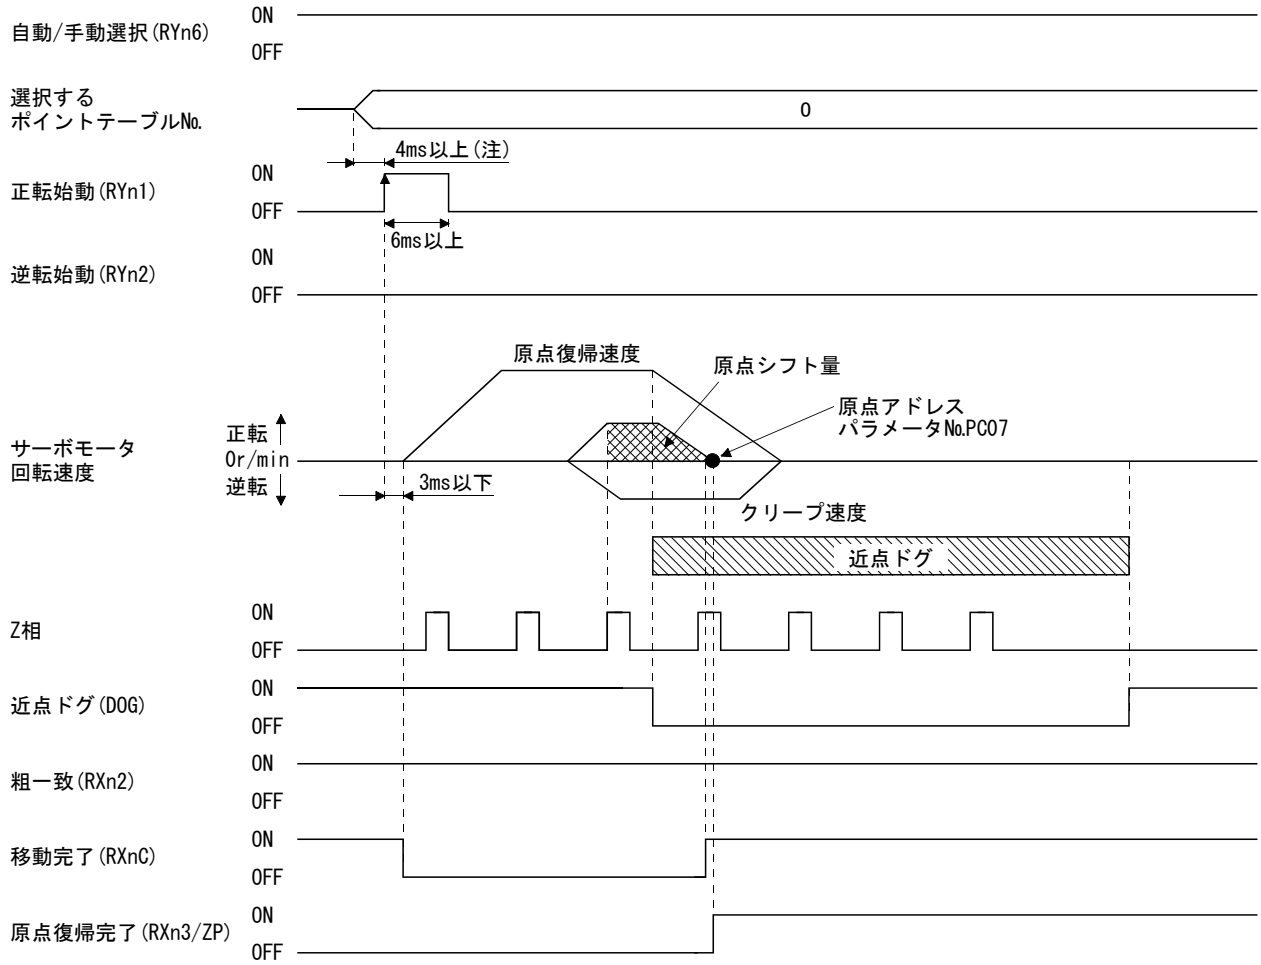 自動/手動選択(RYn6)
ON
OFF
選択する
ポイントテーブルNo.
0
4ms以上(注)
正転始動(RYn1)
ON
OFF
6ms以上
逆転始動(RYn2)
ON
OFF
原点復帰速度
原点シフト量
原点アドレス
パラメータNo.PC07
サーボモータ
回転速度
正転
0r/min
逆転
3ms以下
クリープ速度
近点ドグ
Z相
ON
OFF
近点ドグ(DOG)
ON
OFF
粗一致(RXn2)
ON
OFF
移動完了(RXnC)
ON
OFF
原点復帰完了(RXn3/ZP)
ON
OFF